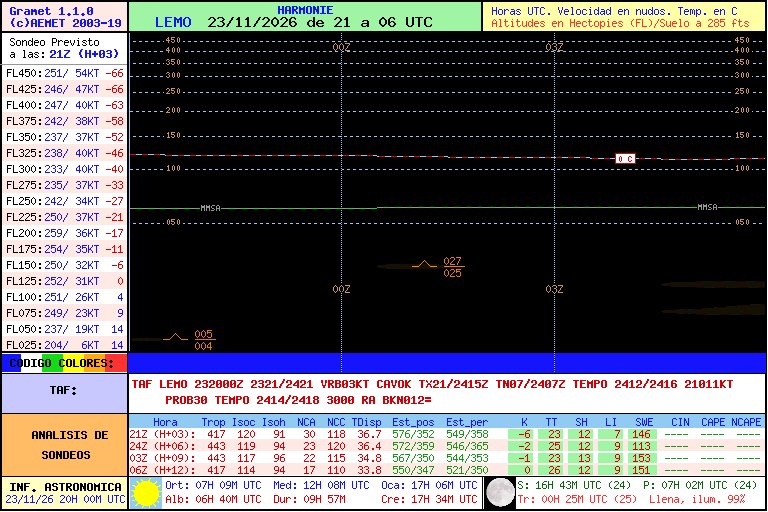 Gramet 1.1.0
(c)AEMET 2003-19
HARMONIE
LEMO 23/11/2026 de 21 a 06 UTC
Horas UTC. Velocidad en nudos. Temp. en C
Altitudes en Hectopies (FL)/Suelo a 285 fts
Sondeo Previsto
a las: 21Z (H+03)
FL450:251/ 54KT -66
FL425:246/ 47KT -66
FL400:247/ 40KT -63
FL375:242/ 38KT -58
FL350:237/ 37KT -52
FL325:238/ 40KT -46
FL300:233/ 40KT -40
FL275:235/ 37KT -33
FL250:242/ 34KT -27
FL225:250/ 37KT -21
FL200:259/ 36KT -17
FL175:254/ 35KT -11
FL150:250/ 32KT -6
FL125:252/ 31KT 0
FL100:251/ 26KT 4
FL075:249/ 23KT 9
FL050:237/ 19KT 14
FL025:204/ 6KT 14
450 450
400 00Z 03Z 400
350 350
300 300
250 250
200 200
150 150
0 C
100 100
MMSA MMSA
050 050
027
025
00Z 03Z
005
004
CODIGO COLORES:
TAF:
TAF LEMO 232000Z 2321/2421 VRB03KT CAVOK TX21/2415Z TN07/2407Z TEMPO 2412/2416 21011KT
PROB30 TEMPO 2414/2418 3000 RA BKN012=
ANALISIS DE
SONDEOS
Hora Trop Isoc Isoh NCA NCC TDisp Est_pos Est_per K TT SH LI SWE CIN CAPE NCAPE
21Z (H+03): 417 120 91 30 118 36.7 576/352 549/358 -6 23 12 7 146 ---- ---- ----
24Z (H+06): 443 119 94 23 120 36.4 572/359 546/365 -2 25 12 9 113 ---- ---- ----
03Z (H+09): 443 117 96 22 115 34.8 567/350 544/353 -1 23 12 9 153 ---- ---- ----
06Z (H+12): 417 114 94 17 110 33.8 550/347 521/350 0 26 12 9 151 ---- ---- ----
INF. ASTRONOMICA
23/11/26 20H 00M UTC
Ort: 07H 09M UTC Med: 12H 08M UTC Oca: 17H 06M UTC
Alb: 06H 40M UTC Dur: 09H 57M Cre: 17H 34M UTC
S: 16H 43M UTC (24) P: 07H 02M UTC (24)
Tr: 00H 25M UTC (25) Llena, ilum. 99%